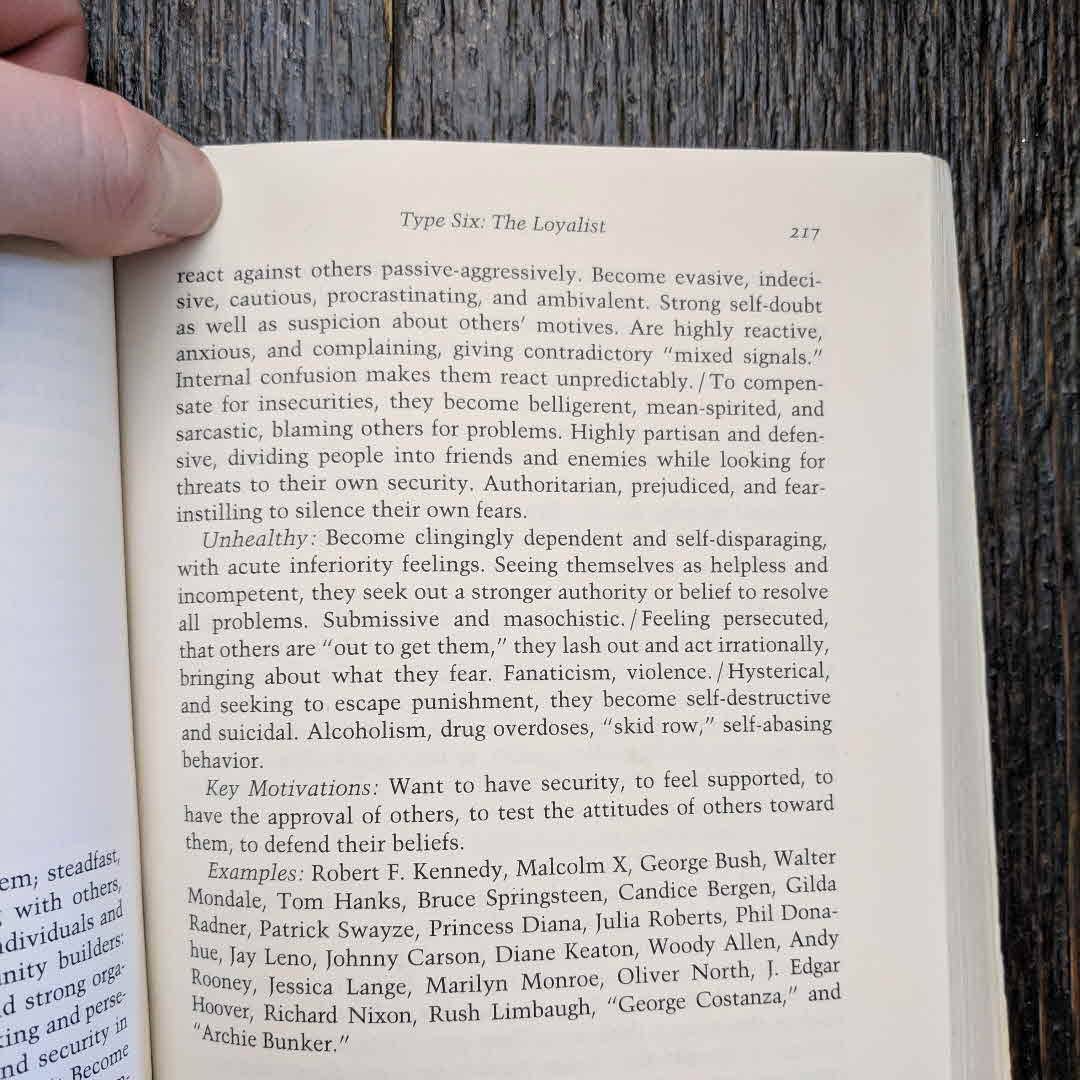 em; steadfast,
with others,
dividuals and
nity builders:
d strong orga-
king and perse-
nd security in
Become
Type Six: The Loyalist
217
react against others passive-aggressively. Become evasive, indeci-
sive, cautious, procrastinating, and ambivalent. Strong self-doubt
as well as suspicion about others' motives. Are highly reactive,
anxious, and complaining, giving contradictory "mixed signals."
Internal confusion makes them react unpredictably./To compen-
sate for insecurities, they become belligerent, mean-spirited, and
sarcastic, blaming others for problems. Highly partisan and defen-
sive, dividing people into friends and enemies while looking for
threats to their own security. Authoritarian, prejudiced, and fear-
instilling to silence their own fears.
Unhealthy: Become clingingly dependent and self-disparaging,
with acute inferiority feelings. Seeing themselves as helpless and
incompetent, they seek out a stronger authority or belief to resolve
all problems. Submissive and masochistic./Feeling persecuted,
that others are "out to get them," they lash out and act irrationally,
bringing about what they fear. Fanaticism, violence./Hysterical,
and seeking to escape punishment, they become self-destructive
and suicidal. Alcoholism, drug overdoses, "skid row," self-abasing
behavior.
Key Motivations: Want to have security, to feel supported, to
have the approval of others, to test the attitudes of others toward
them, to defend their beliefs.
Examples: Robert F. Kennedy, Malcolm X, George Bush, Walter
Mondale, Tom Hanks, Bruce Springsteen, Candice Bergen, Gilda
Radner, Patrick Swayze, Princess Diana, Julia Roberts, Phil Dona-
hue, Jay Leno, Johnny Carson, Diane Keaton, Woody Allen, Andy
Rooney, Jessica Lange, Marilyn Monroe, Oliver North, J. Edgar
Hoover, Richard Nixon, Rush Limbaugh, "George Costanza," and
"Archie Bunker."